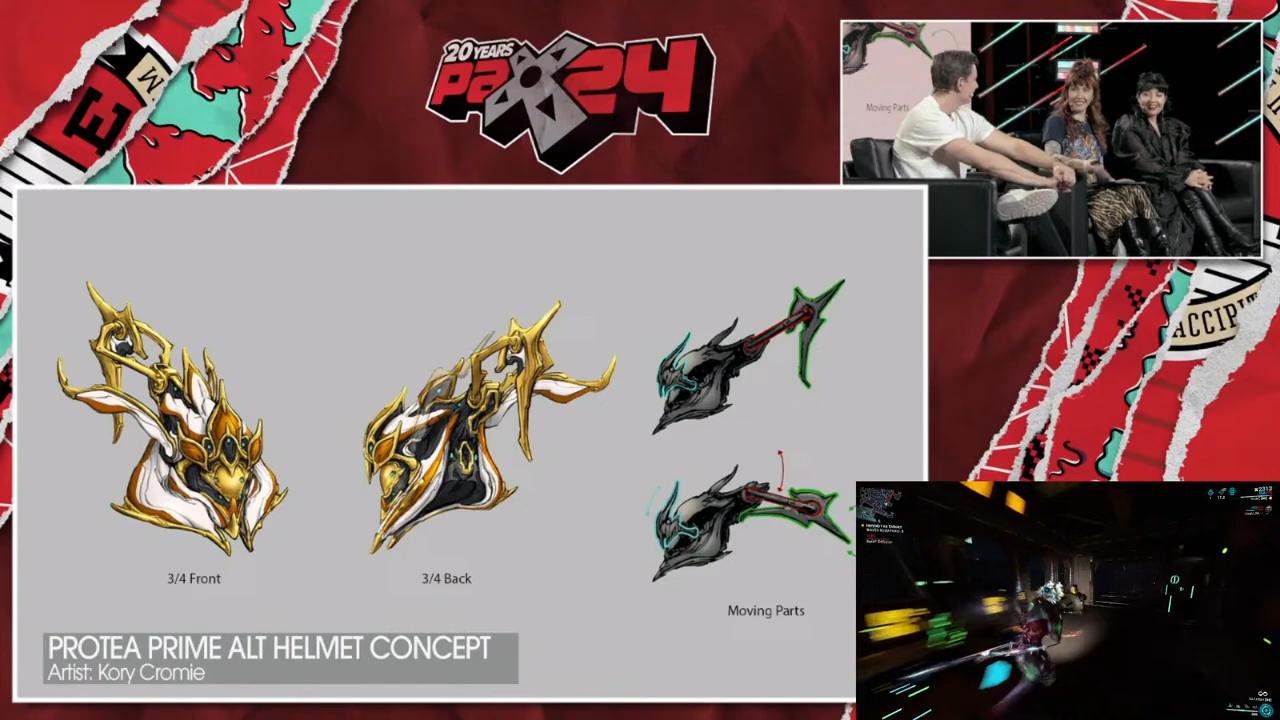 20 YEARS
PAX24
E
M
Moving Parts
3/4 Front
3/4 Back
Moving Parts
PROTEA PRIME ALT HELMET CONCEPT
Artist: Kory Cromie
ACCIPIT